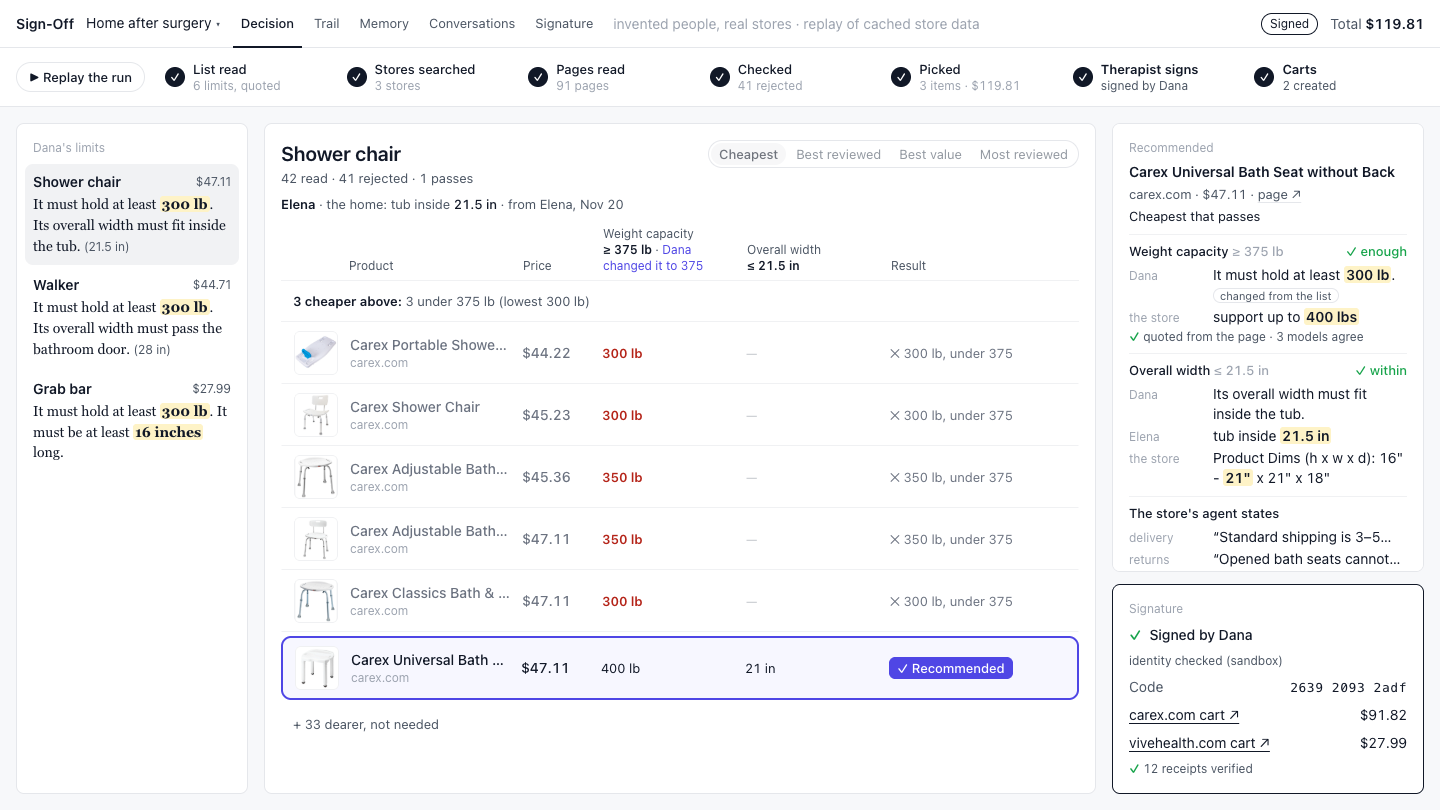 Sign-Off Home after surgery Decision Trail Memory Conversations Signature invented people, real stores · replay of cached store data Signed Total $119.81
▶ Replay the run
List read
6 limits, quoted
Stores searched
3 stores
Pages read
91 pages
Checked
41 rejected
Picked
3 items · $119.81
Therapist signs
signed by Dana
Carts
2 created
Dana's limits
Shower chair $47.11
It must hold at least 300 lb.
Its overall width must fit inside
the tub. (21.5 in)
Walker $44.71
It must hold at least 300 lb.
Its overall width must pass the
bathroom door. (28 in)
Grab bar $27.99
It must hold at least 300 lb. It
must be at least 16 inches
long.
Shower chair
Cheapest Best reviewed Best value Most reviewed
42 read · 41 rejected · 1 passes
Elena · the home: tub inside 21.5 in · from Elena, Nov 20
Product
Price
Weight capacity
≥ 375 lb · Dana
changed it to 375
Overall width
≤ 21.5 in
Result
3 cheaper above: 3 under 375 lb (lowest 300 lb)
Carex Portable Showe... $44.22 300 lb — ✕ 300 lb, under 375
carex.com
Carex Shower Chair $45.23 300 lb — ✕ 300 lb, under 375
carex.com
Carex Adjustable Bath... $45.36 350 lb — ✕ 350 lb, under 375
carex.com
Carex Adjustable Bath... $47.11 350 lb — ✕ 350 lb, under 375
carex.com
Carex Classics Bath & ... $47.11 300 lb — ✕ 300 lb, under 375
carex.com
Carex Universal Bath ... $47.11 400 lb 21 in ✓ Recommended
carex.com
+ 33 dearer, not needed
Recommended
Carex Universal Bath Seat without Back
carex.com · $47.11 · page ↗
Cheapest that passes
Weight capacity ≥ 375 lb ✓ enough
Dana It must hold at least 300 lb.
changed from the list
the store support up to 400 lbs
✓ quoted from the page · 3 models agree
Overall width ≤ 21.5 in ✓ within
Dana Its overall width must fit
inside the tub.
Elena tub inside 21.5 in
the store Product Dims (h x w x d): 16"
- 21" x 21" x 18"
The store's agent states
delivery “Standard shipping is 3–5...
returns “Opened bath seats cannot...
Signature
✓ Signed by Dana
identity checked (sandbox)
Code 2639 2093 2adf
carex.com cart ↗ $91.82
vivehealth.com cart ↗ $27.99
✓ 12 receipts verified